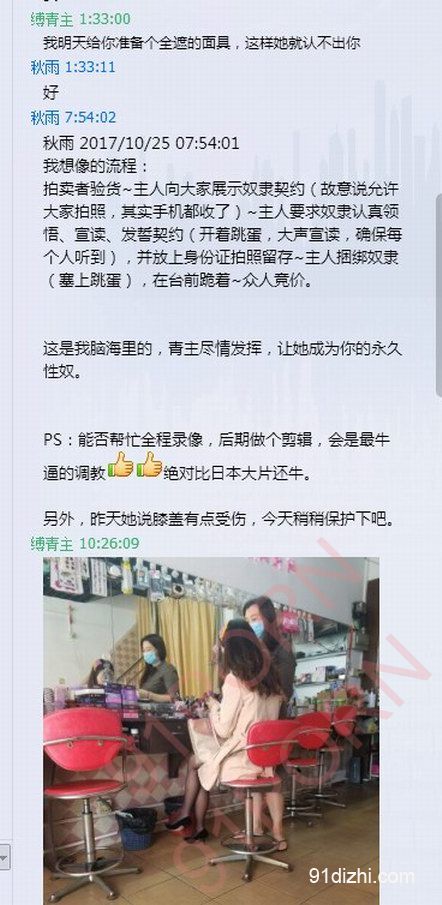 缚青主 1:33:00
我明天给你准备个全遮的面具，这样她就认不出你
秋雨 1:33:11
好
秋雨 7:54:02
秋雨 2017/10/25 07:54:01
我想像的流程：
拍卖者验货~主人向大家展示奴隶契约（故意说允许
大家拍照，其实手机都收了）~主人要求奴隶认真领
悟、宣读、发誓契约（开着跳蛋，大声宣读，确保每
个人听到），并放上身份证拍照留存~主人捆绑奴隶
（塞上跳蛋），在台前跪着~众人竞价。
这是我脑海里的，青主尽情发挥，让她成为你的永久
性奴。
PS：能否帮忙全程录像，后期做个剪辑，会是最牛
逼的调教绝对比日本大片还牛。
另外，昨天她说膝盖有点受伤，今天稍稍保护下吧。
缚青主 10:26:09
91PORN
91PORN
91dizhi.com